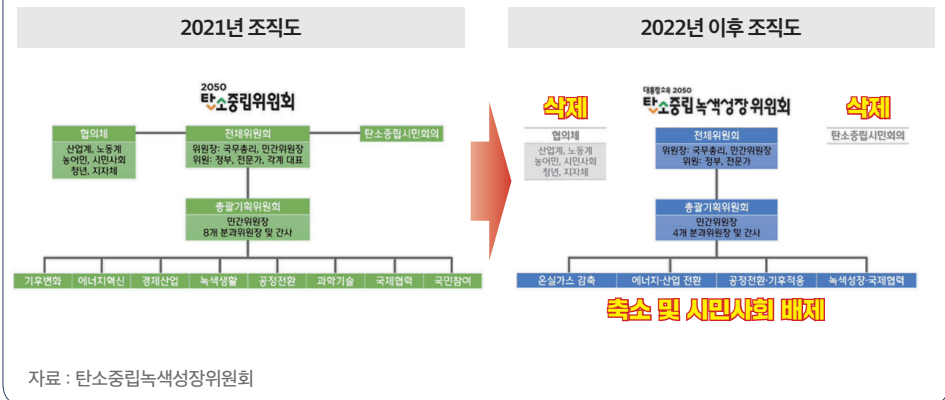 2021년 조직도
2050
탄소중립위원회
협의체
산업계, 노동계
농어민, 시민사회
청년, 지자체
전체위원회
위원장: 국무총리, 민간위원장
위원: 정부, 전문가, 각계 대표
탄소중립시민회의
총괄기획위원회
민간위원장
8개 분과위원장 및 간사
기후변화 에너지혁신 경제산업 녹색생활 공정전환 과학기술 국제협력 국민참여
2022년 이후 조직도
대통령소속 2050
탄소중립녹색성장위원회
삭제
협의체
산업계, 노동계
농어민, 시민사회
청년, 지자체
전체위원회
위원장: 국무총리, 민간위원장
위원: 정부, 전문가
삭제
탄소중립시민회의
총괄기획위원회
민간위원장
4개 분과위원장 및 간사
온실가스 감축 에너지·산업 전환 공정전환·기후적응 녹색성장·국제협력
축소 및 시민사회 배제
자료 : 탄소중립녹색성장위원회